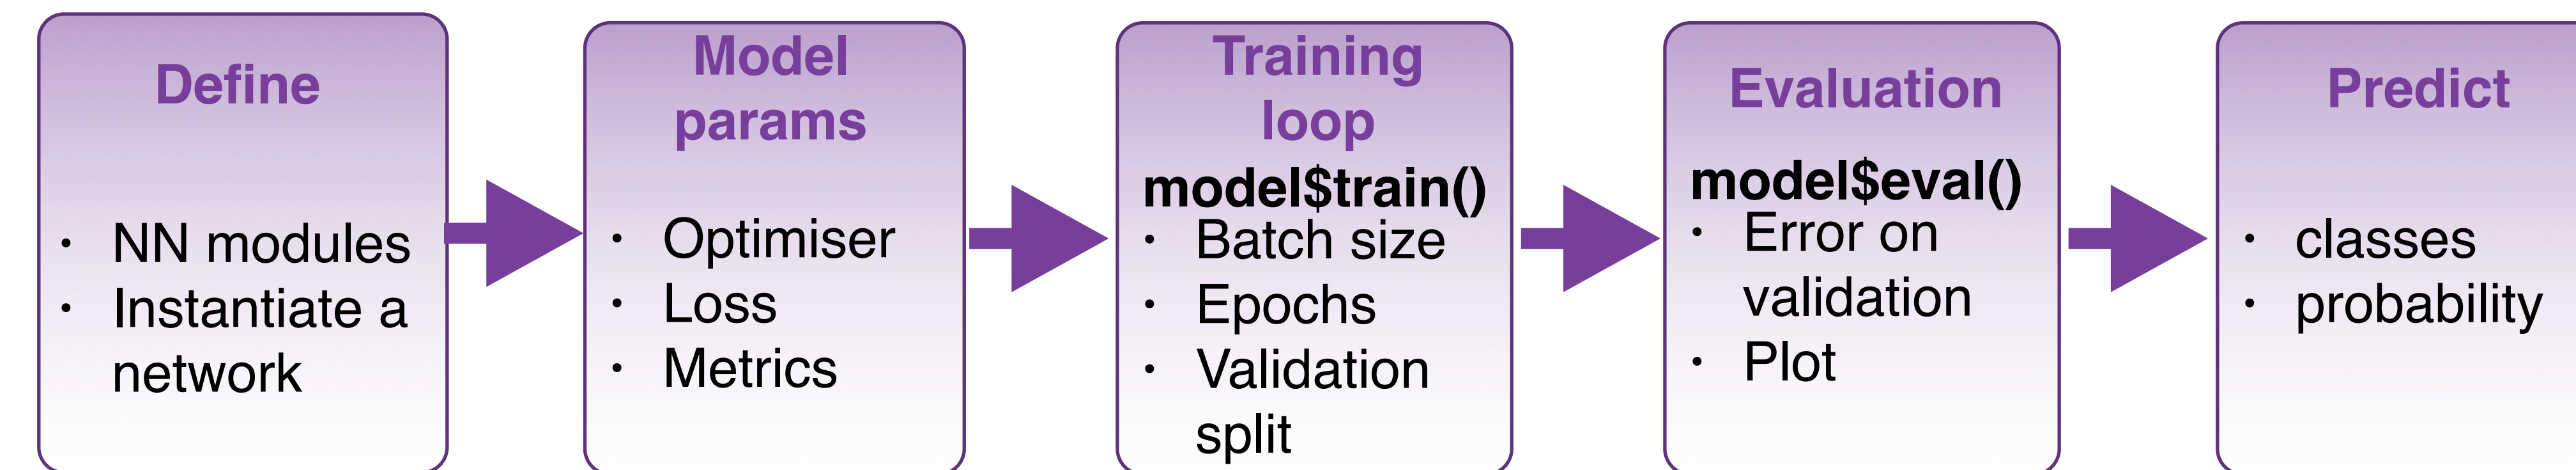 Define
· NN modules
· Instantiate a
network
Model
params
· Optimiser
· Loss
· Metrics
Training
loop
model$train()
· Batch size
· Epochs
· Validation
split
Evaluation
model$eval()
· Error on
validation
· Plot
Predict
· classes
· probability